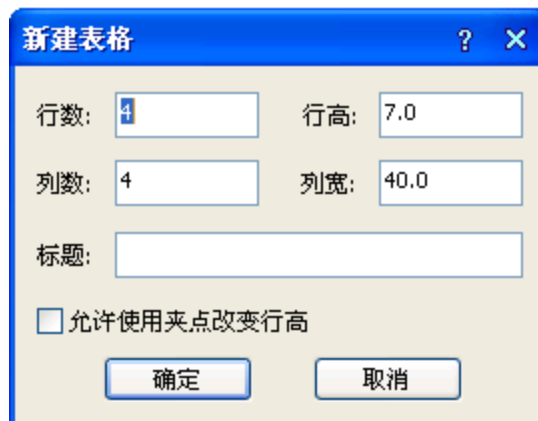 新建表格
行数: 4 行高: 7.0
列数: 4 列宽: 40.0
标题:
允许使用夹点改变行高
确定 取消